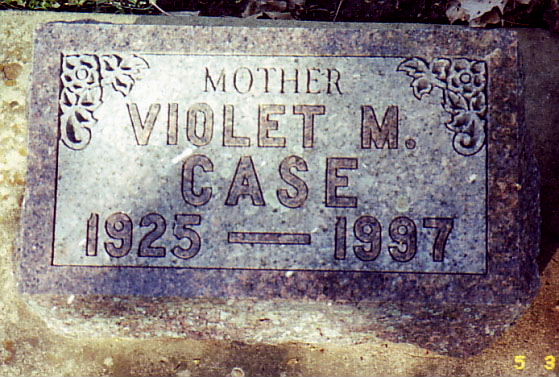 MOTHER
VIOLET M.
CASE
1925 — 1997
5 3